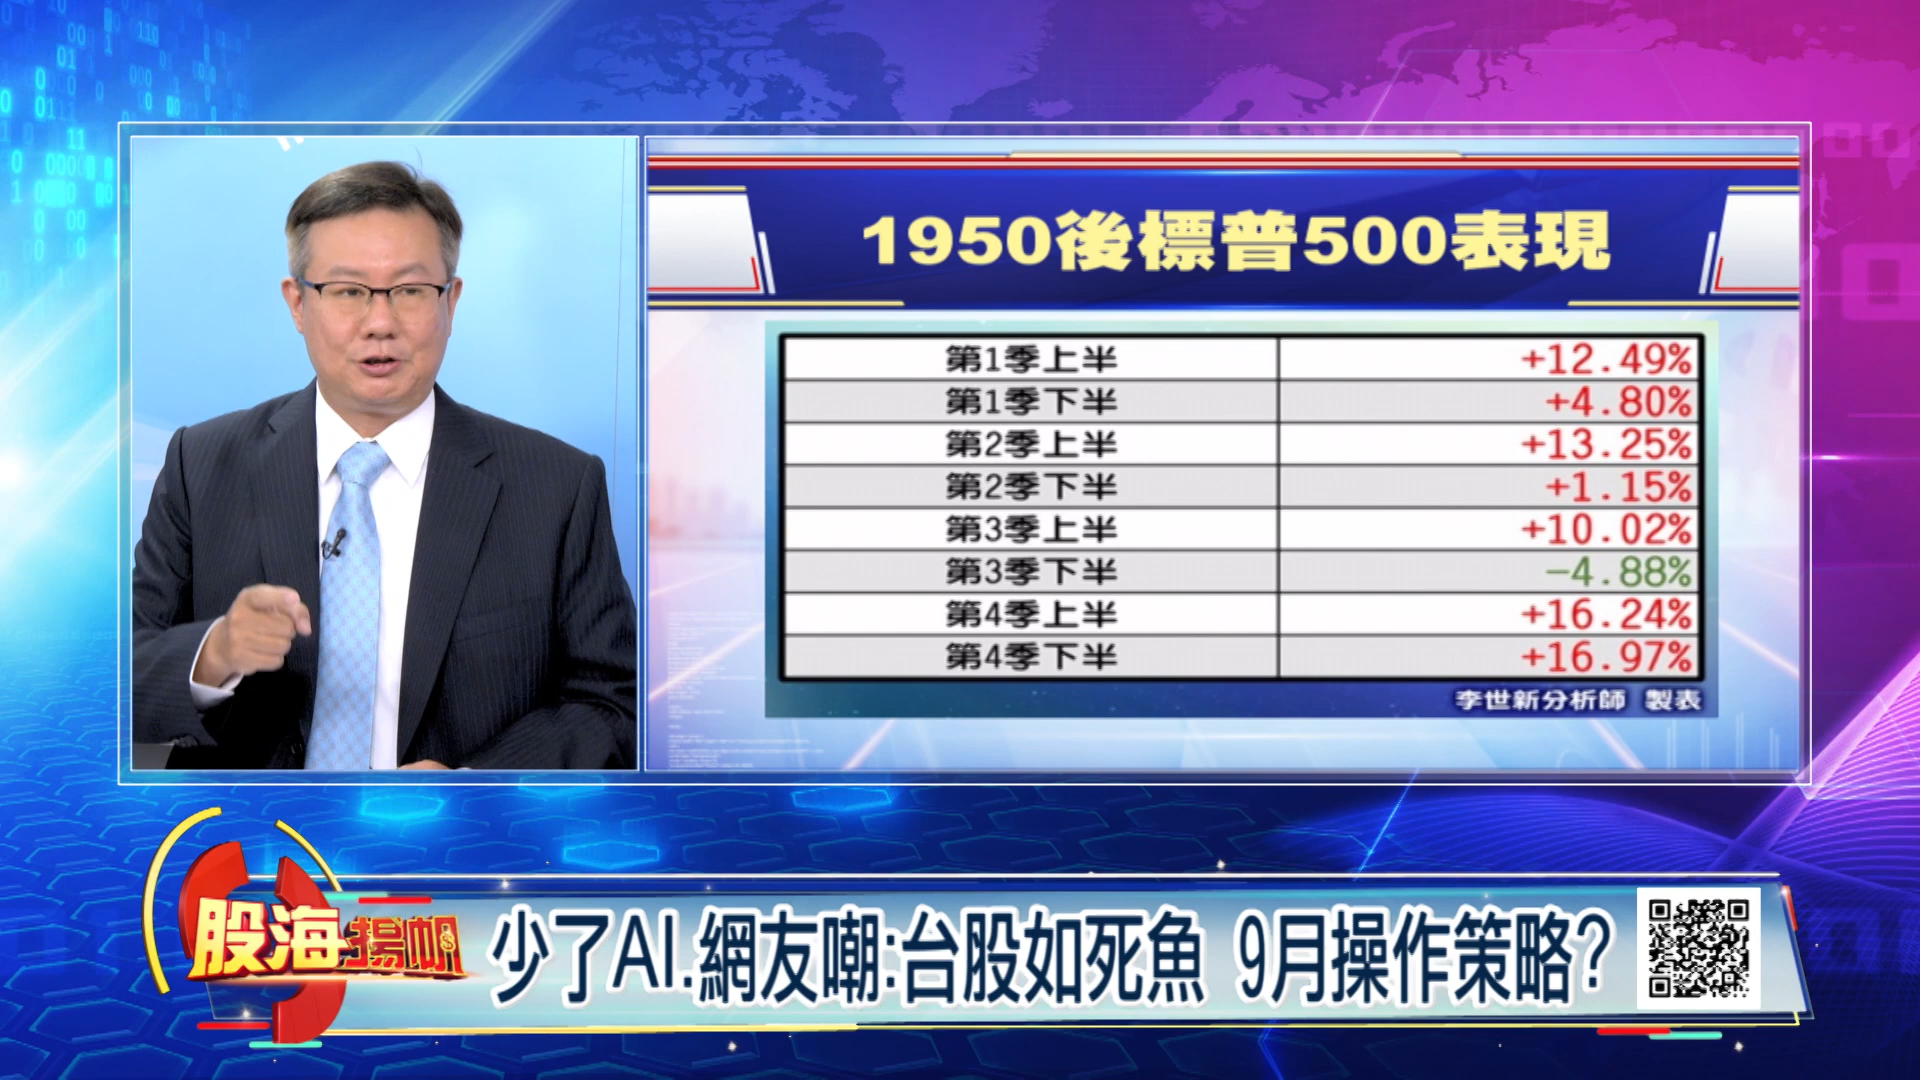 1950後標普500表現
第1季上半 +12.49%
第1季下半 +4.80%
第2季上半 +13.25%
第2季下半 +1.15%
第3季上半 +10.02%
第3季下半 -4.88%
第4季上半 +16.24%
第4季下半 +16.97%
李世新分析師 製表
股海揚帆
少了AI.網友嘲:台股如死魚 9月操作策略?